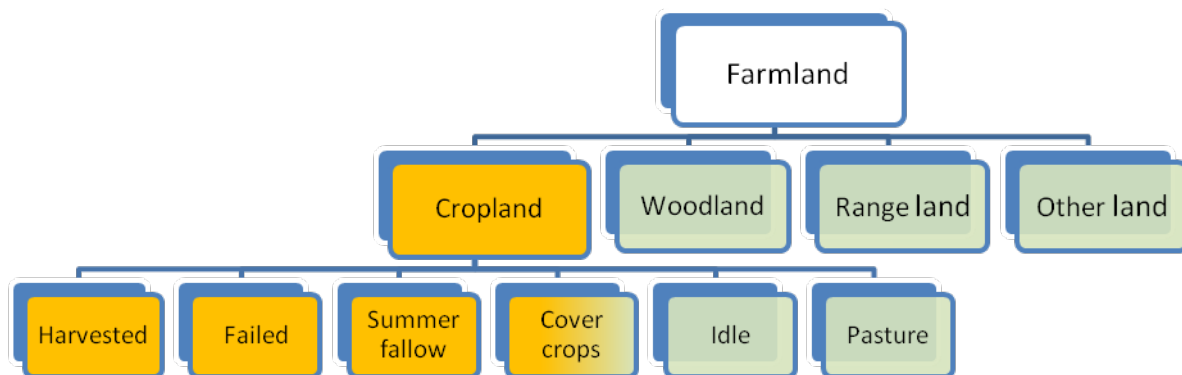 Farmland
Cropland
Woodland
Range land
Other land
Harvested
Failed
Summer
fallow
Cover
crops
Idle
Pasture